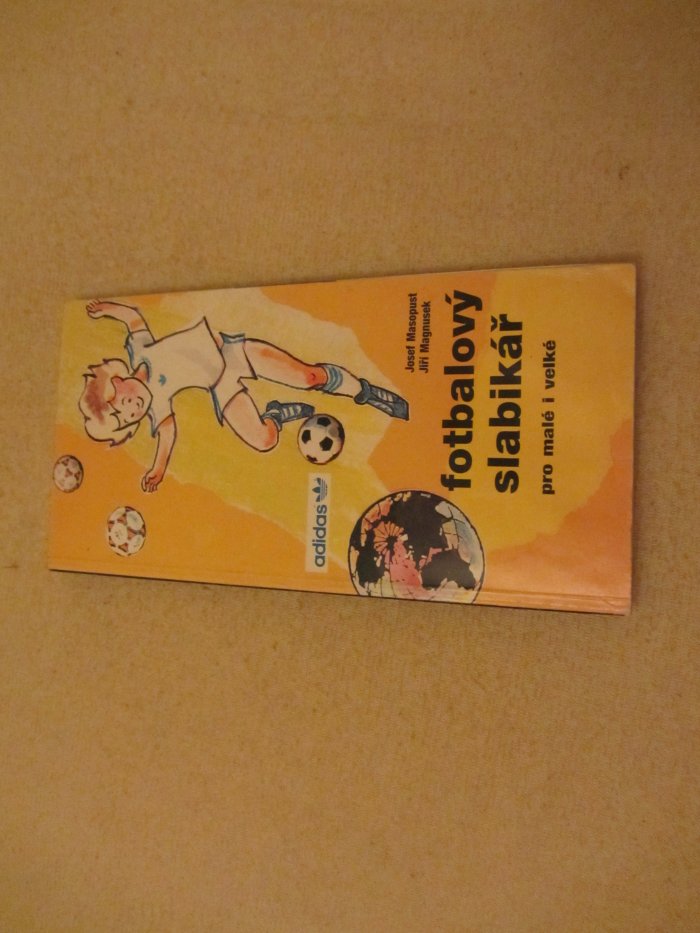 adidas
Josef Masopust
Jiří Magnusek
fotbalový
slabikář
pro malé i velké